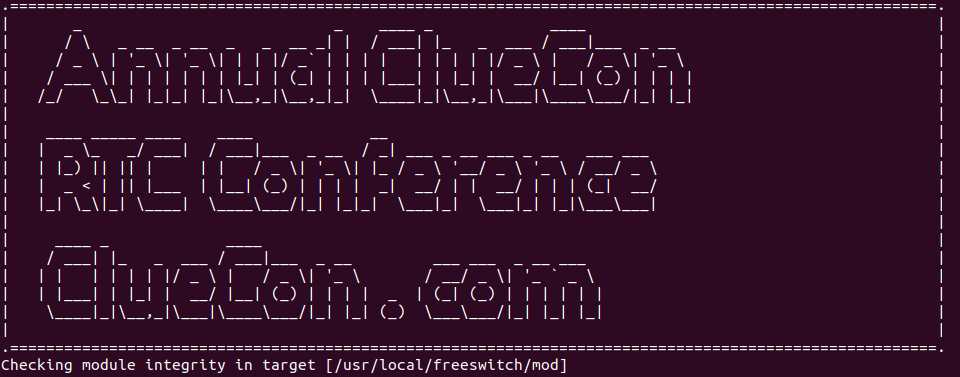 Annual ClueCon
RTC Conference
ClueCon.com
Checking module integrity in target [/usr/local/freeswitch/mod]